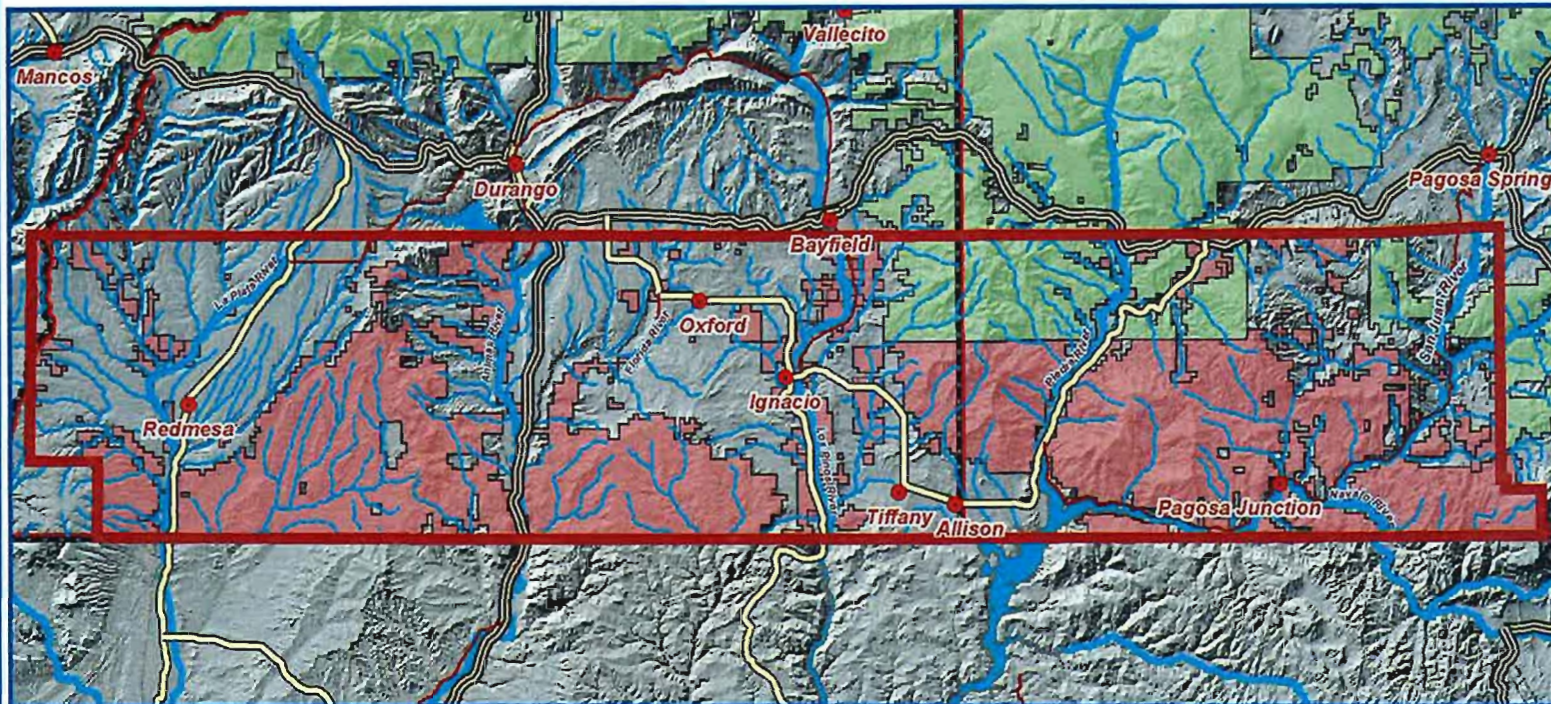 Vallecito
Mancos
Durango
Pagosa Spring
Bayfield
La Plata River
San Juan River
Oxford
Animas River
Florida River
Piedra River
Ignacio
Redmesa
Los Pinos River
Tiffany
Allison
Pagosa Junction
Navajo River